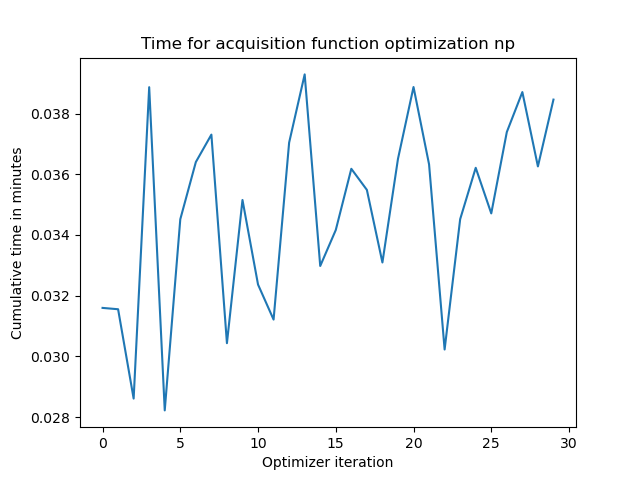 Time for acquisition function optimization np
Cumulative time in minutes
0.038
0.036
0.034
0.032
0.030
0.028
0 5 10 15 20 25 30
Optimizer iteration